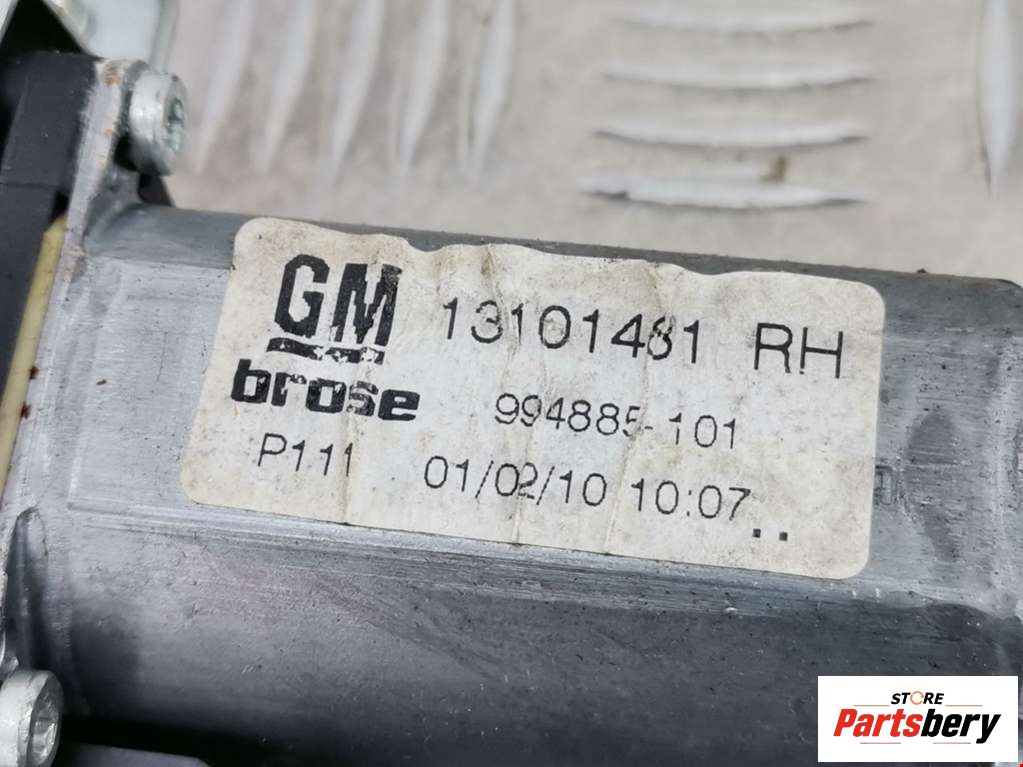 GM 13101481 RH
brose 994885-101
P111 01/02/10 10:07..
STORE
Partsbery